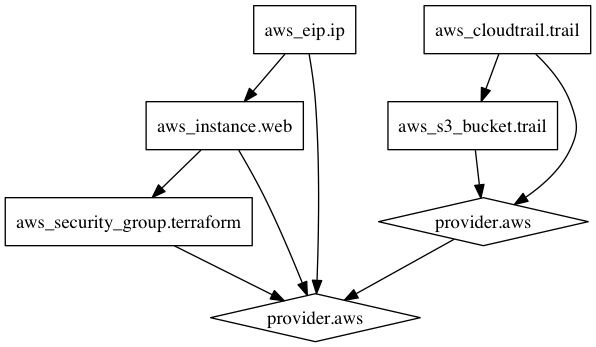 aws_eip.ip
aws_cloudtrail.trail
aws_instance.web
aws_s3_bucket.trail
aws_security_group.terraform
provider.aws
provider.aws